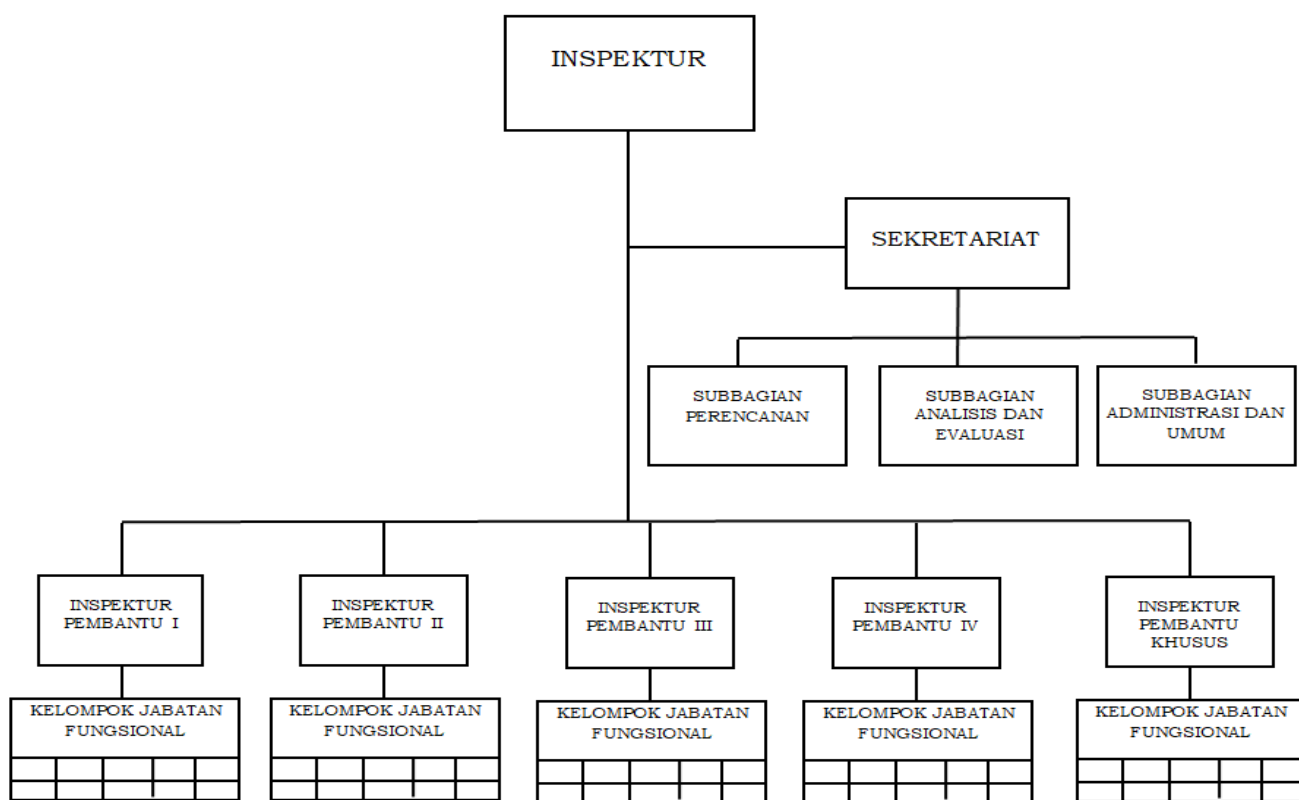 INSPEKTUR
SEKRETARIAT
SUBBAGIAN
PERENCANAN
SUBBAGIAN
ANALISIS DAN
EVALUASI
SUBBAGIAN
ADMINISTRASI DAN
UMUM
INSPEKTUR
PEMBANTU I
INSPEKTUR
PEMBANTU II
INSPEKTUR
PEMBANTU III
INSPEKTUR
PEMBANTU IV
INSPEKTUR
PEMBANTU
KHUSUS
KELOMPOK JABATAN
FUNGSIONAL
KELOMPOK JABATAN
FUNGSIONAL
KELOMPOK JABATAN
FUNGSIONAL
KELOMPOK JABATAN
FUNGSIONAL
KELOMPOK JABATAN
FUNGSIONAL